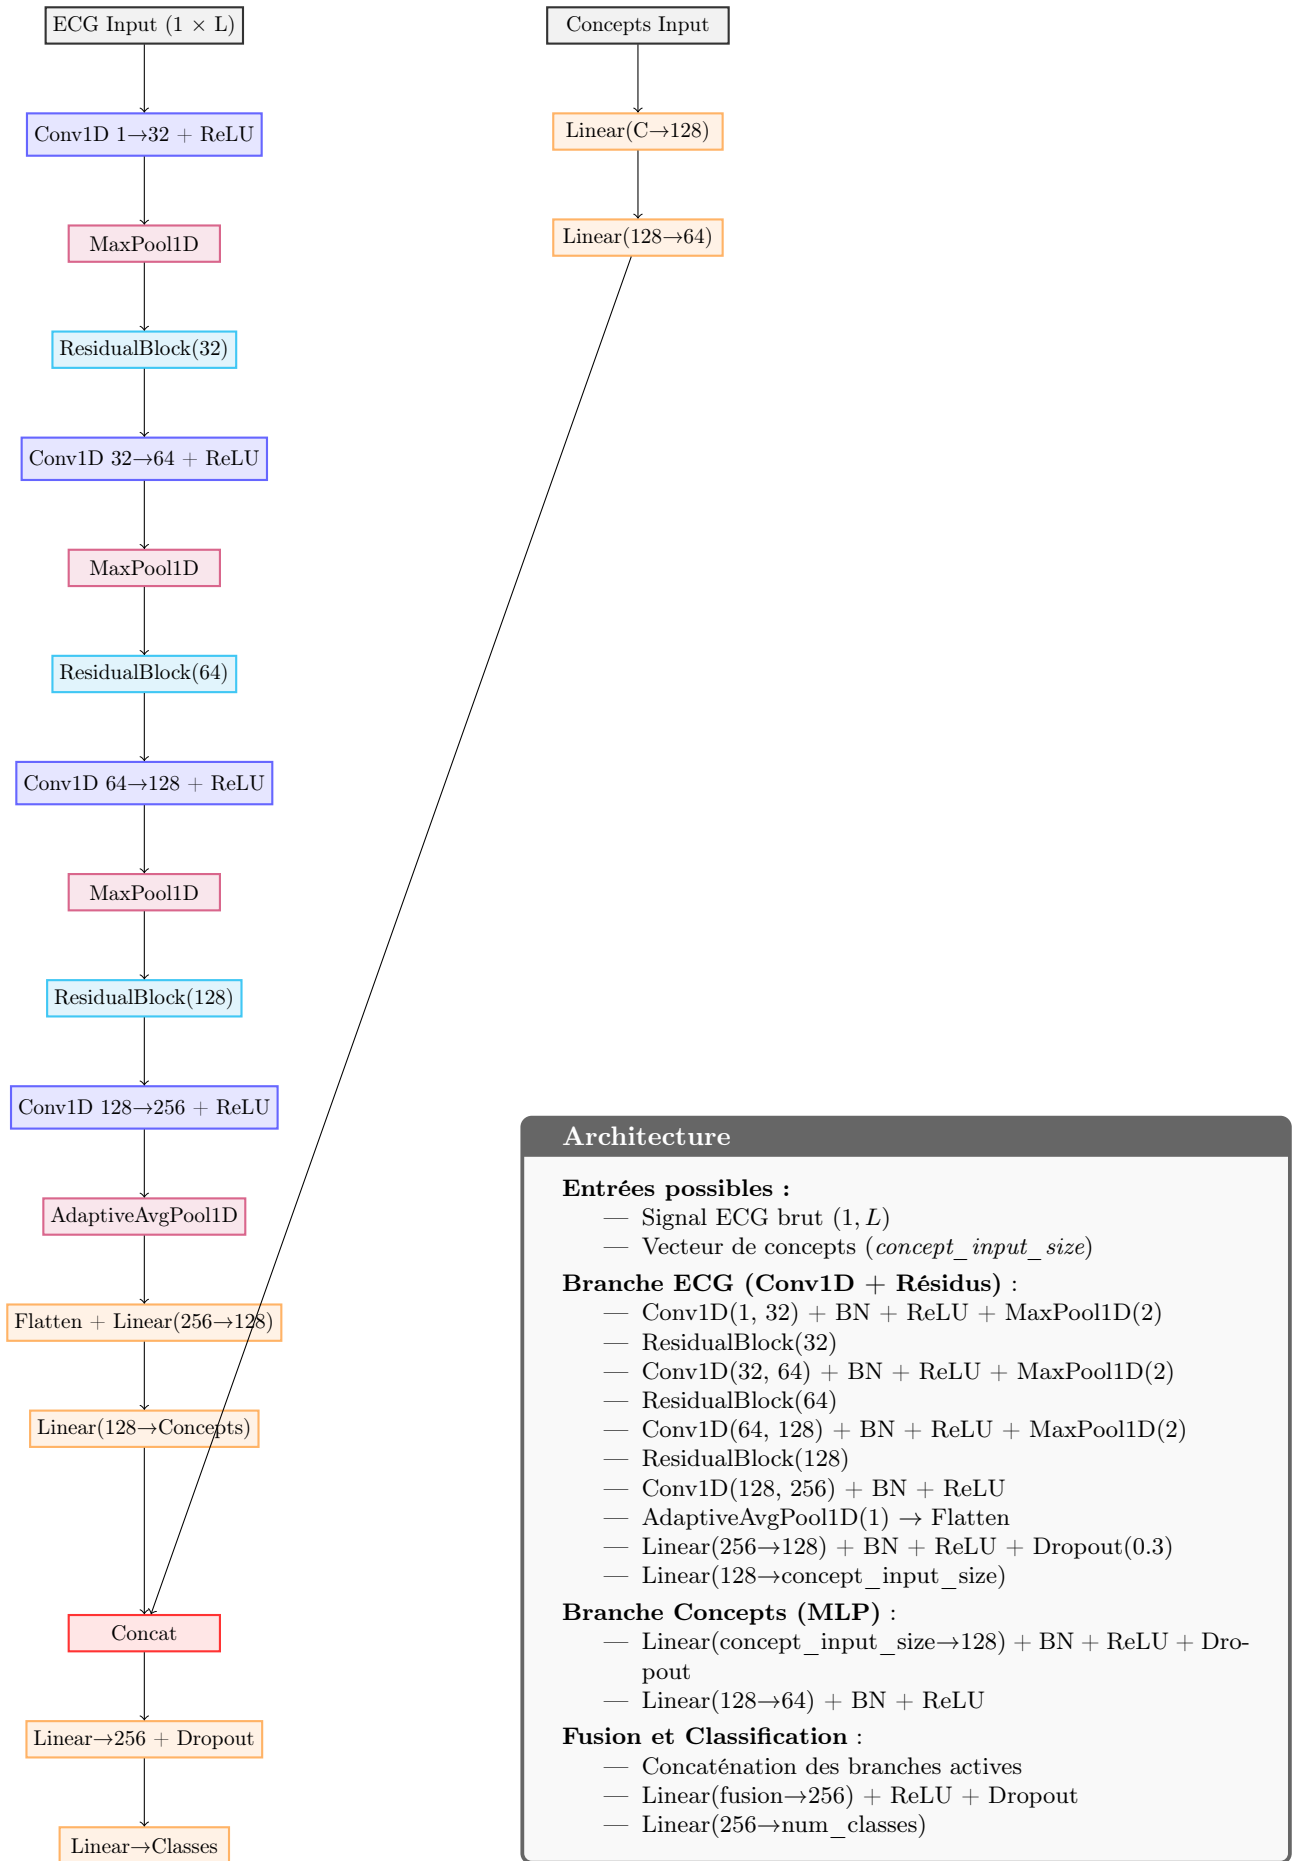 ECG Input (1 × L)
Conv1D 1→32 + ReLU
MaxPool1D
ResidualBlock(32)
Conv1D 32→64 + ReLU
MaxPool1D
ResidualBlock(64)
Conv1D 64→128 + ReLU
MaxPool1D
ResidualBlock(128)
Conv1D 128→256 + ReLU
AdaptiveAvgPool1D
Flatten + Linear(256→128)
Linear(128→Concepts)
Concat
Linear→256 + Dropout
Linear→Classes
Concepts Input
Linear(C→128)
Linear(128→64)
Architecture
Entrées possibles :
— Signal ECG brut (1, L)
— Vecteur de concepts (concept_input_size)
Branche ECG (Conv1D + Résidus) :
— Conv1D(1, 32) + BN + ReLU + MaxPool1D(2)
— ResidualBlock(32)
— Conv1D(32, 64) + BN + ReLU + MaxPool1D(2)
— ResidualBlock(64)
— Conv1D(64, 128) + BN + ReLU + MaxPool1D(2)
— ResidualBlock(128)
— Conv1D(128, 256) + BN + ReLU
— AdaptiveAvgPool1D(1) → Flatten
— Linear(256→128) + BN + ReLU + Dropout(0.3)
— Linear(128→concept_input_size)
Branche Concepts (MLP) :
— Linear(concept_input_size→128) + BN + ReLU + Dro-
pout
— Linear(128→64) + BN + ReLU
Fusion et Classification :
— Concaténation des branches actives
— Linear(fusion→256) + ReLU + Dropout
— Linear(256→num_classes)